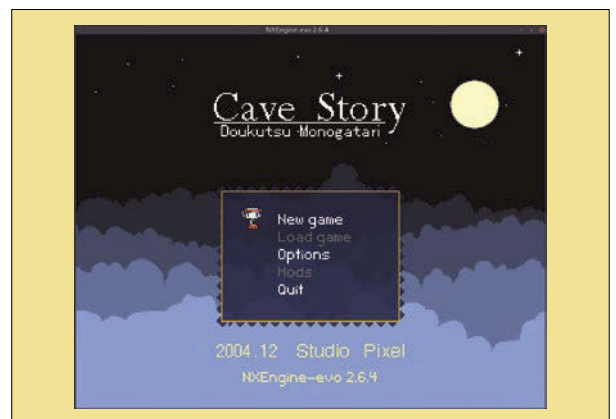 NXEngine-evo 2.6.4
Cave Story
Doukutsu Monogatari
New game
Load game
Options
Mods
Quit
2004.12 Studio Pixel
NXEngine-evo 2.6.4